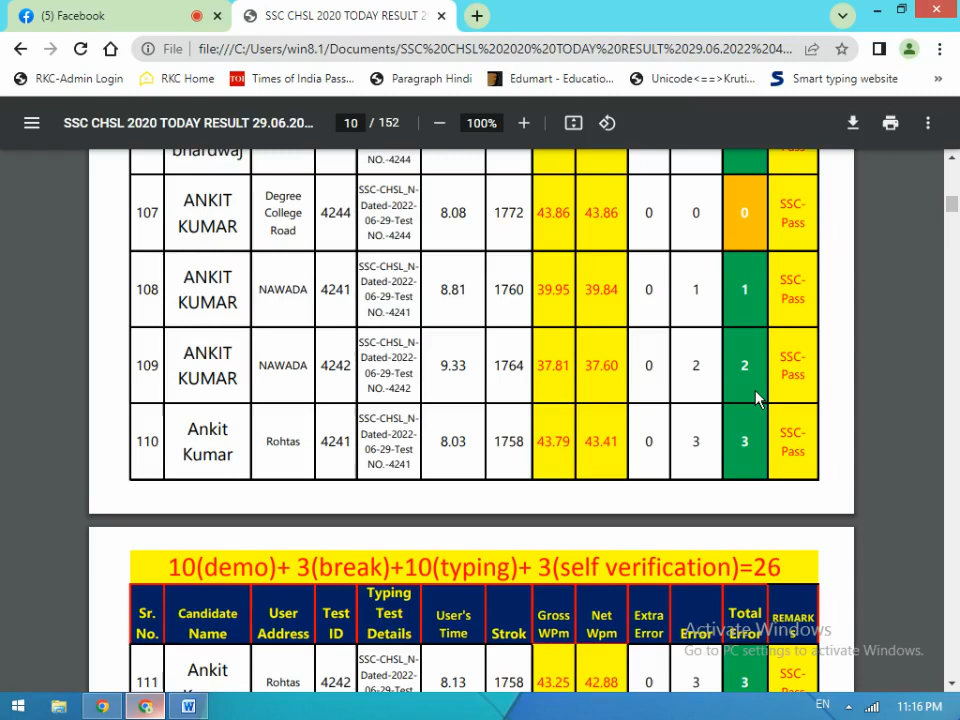 (5) Facebook
SSC CHSL 2020 TODAY RESULT 2
File file:///C:/Users/win8.1/Documents/SSC%20CHSL%202020%20TODAY%20RESULT%2029.06.2022%204...
RKC-Admin Login RKC Home Times of India Pass... Paragraph Hindi Edumart - Educatio... Unicode<==>Kruti... Smart typing website »
SSC CHSL 2020 TODAY RESULT 29.06.20... 10 / 152 100%
bhardwaj NO.-4244 Pass
107 ANKIT KUMAR Degree College Road 4244 SSC-CHSL_N-Dated-2022-06-29-Test NO.-4244 8.08 1772 43.86 43.86 0 0 0 SSC-Pass
108 ANKIT KUMAR NAWADA 4241 SSC-CHSL_N-Dated-2022-06-29-Test NO.-4241 8.81 1760 39.95 39.84 0 1 1 SSC-Pass
109 ANKIT KUMAR NAWADA 4242 SSC-CHSL_N-Dated-2022-06-29-Test NO.-4242 9.33 1764 37.81 37.60 0 2 2 SSC-Pass
110 Ankit Kumar Rohtas 4241 SSC-CHSL_N-Dated-2022-06-29-Test NO.-4241 8.03 1758 43.79 43.41 0 3 3 SSC-Pass
10(demo)+ 3(break)+10(typing)+ 3(self verification)=26
Sr. No. Candidate Name User Address Test ID Typing Test Details User's Time Strok Gross WPm Net Wpm Extra Error Error Total Error REMARKS
Activate Windows
Go to PC settings to activate Windows.
111 Ankit Rohtas 4242 SSC-CHSL_N-Dated-2022-06-29-Test 8.13 1758 43.25 42.88 0 3 3 SSC-
EN 11:16 PM